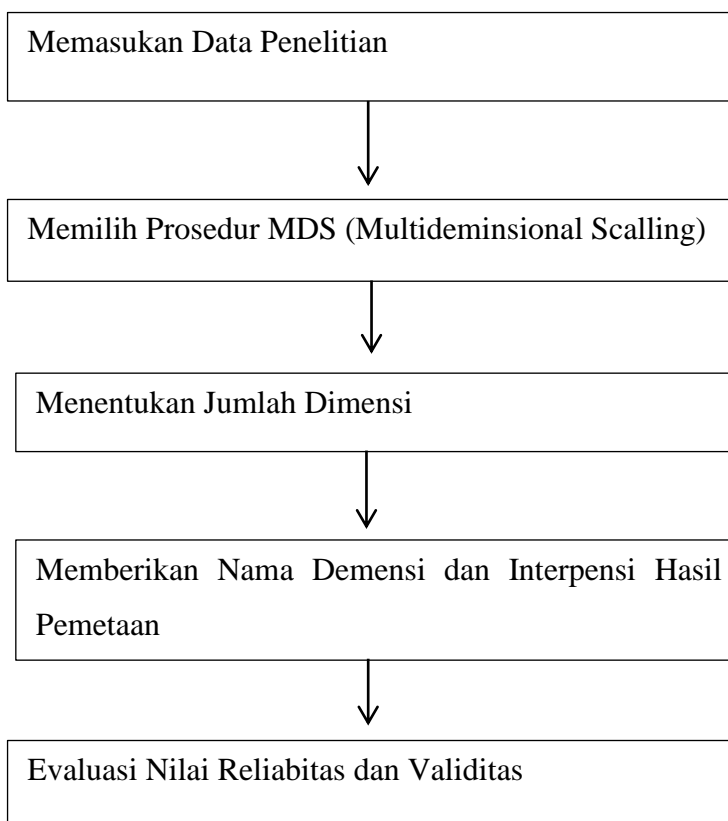 Memasukan Data Penelitian
Memilih Prosedur MDS (Multideminsional Scalling)
Menentukan Jumlah Dimensi
Memberikan Nama Demensi dan Interpensi Hasil
Pemetaan
Evaluasi Nilai Reliabitas dan Validitas